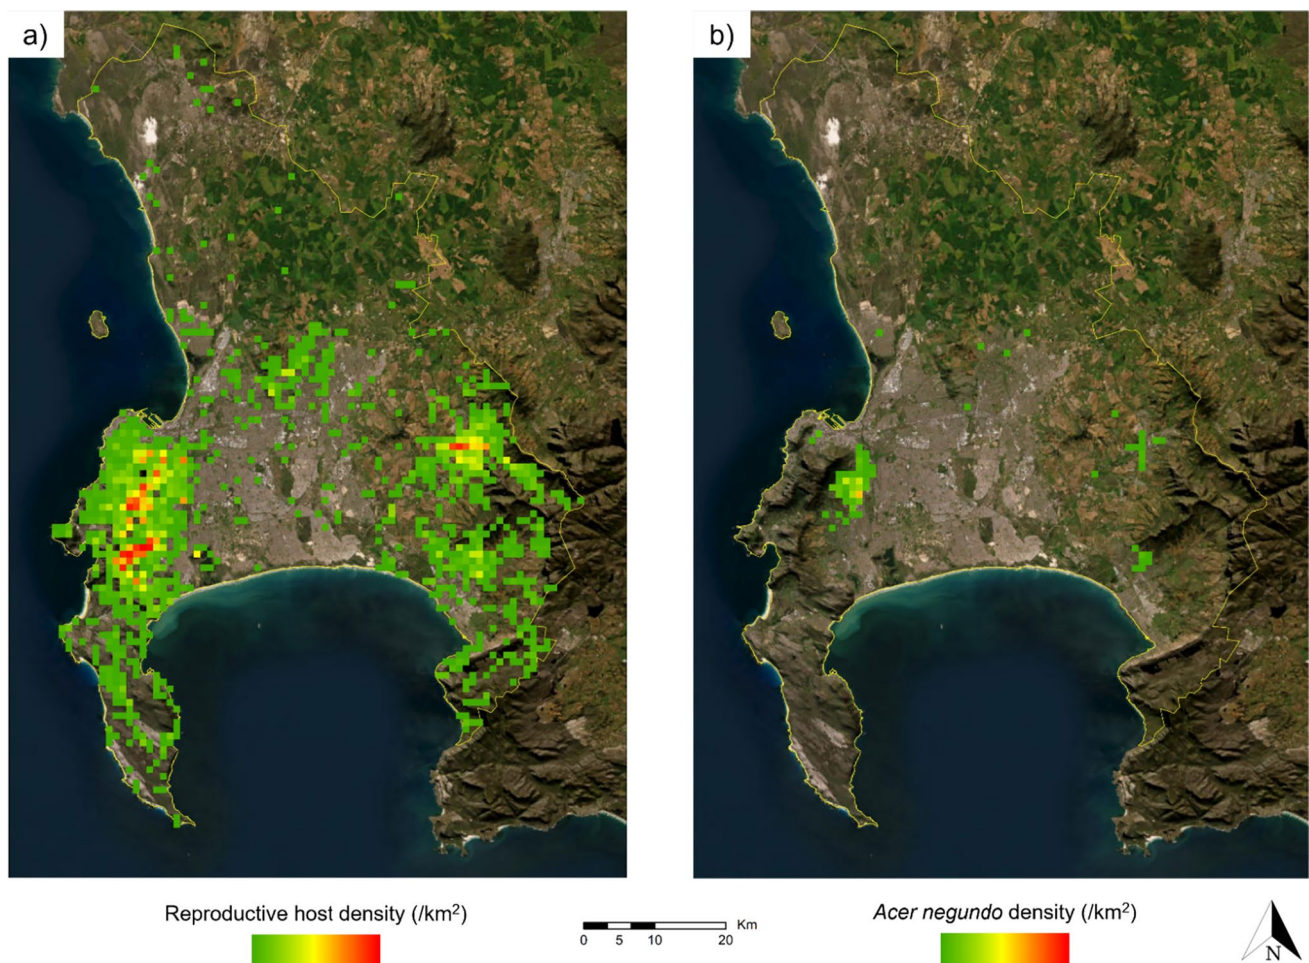 a)
b)
Reproductive host density (/km²)
Acer negundo density (/km²)
Km
0 5 10 20
N